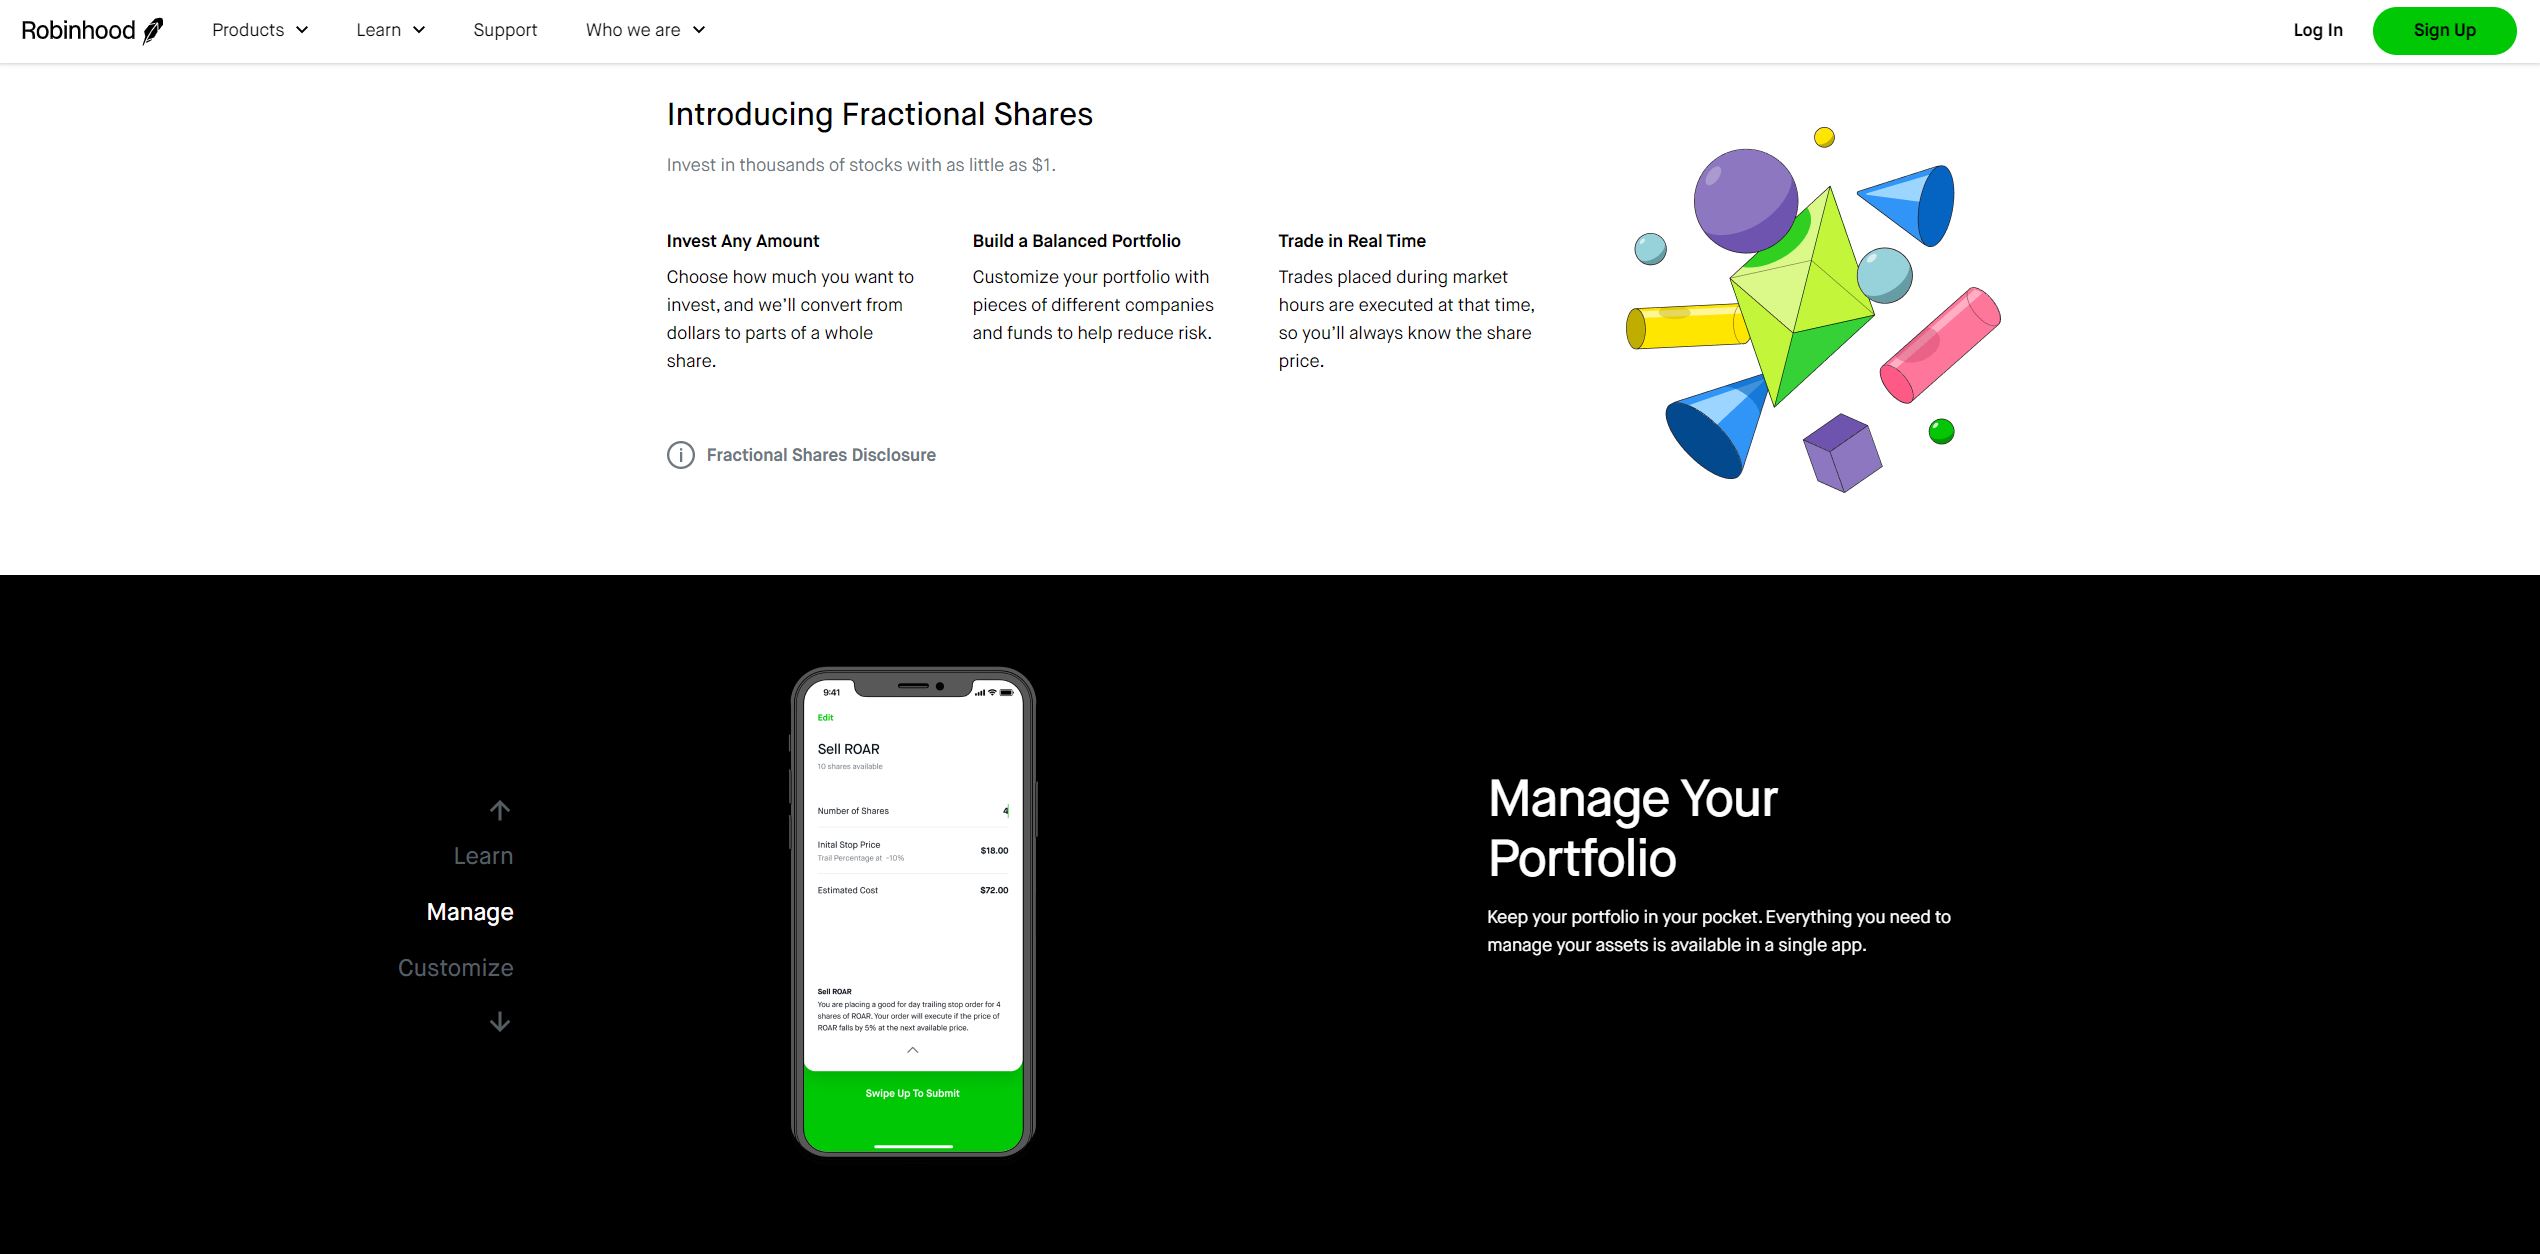 Robinhood
Products
Learn
Support
Who we are
Log In
Sign Up
Introducing Fractional Shares
Invest in thousands of stocks with as little as $1.
Invest Any Amount
Choose how much you want to
invest, and we’ll convert from
dollars to parts of a whole
share.
Build a Balanced Portfolio
Customize your portfolio with
pieces of different companies
and funds to help reduce risk.
Trade in Real Time
Trades placed during market
hours are executed at that time,
so you’ll always know the share
price.
Fractional Shares Disclosure
Learn
Manage
Customize
9:41
Edit
Sell ROAR
10 shares available
Number of Shares 4
Inital Stop Price $18.00
Trail Percentage at -10%
Estimated Cost $72.00
Sell ROAR
You are placing a good for day trailing stop order for 4
shares of ROAR. Your order will execute if the price of
ROAR falls by 5% at the next available price.
Swipe Up To Submit
Manage Your
Portfolio
Keep your portfolio in your pocket. Everything you need to
manage your assets is available in a single app.